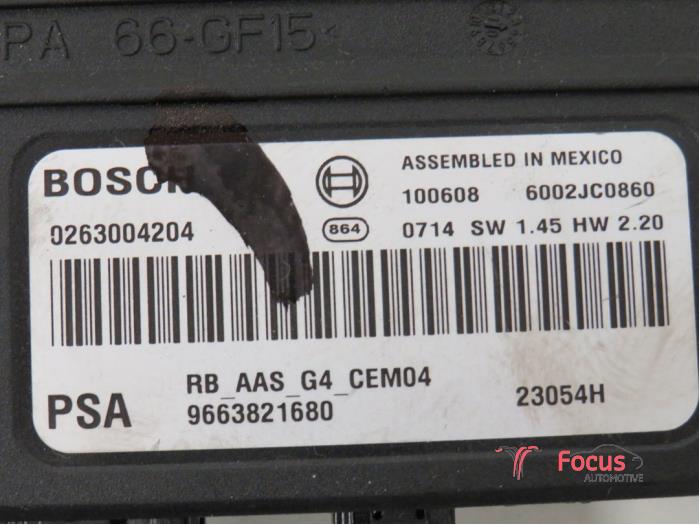 PA 66-GF15<
BOSCH
ASSEMBLED IN MEXICO
100608 6002JC0860
0263004204
864 0714 SW 1.45 HW 2.20
RB_AAS_G4_CEM04
PSA 9663821680 23054H
Focus
AUTOMOTIVE